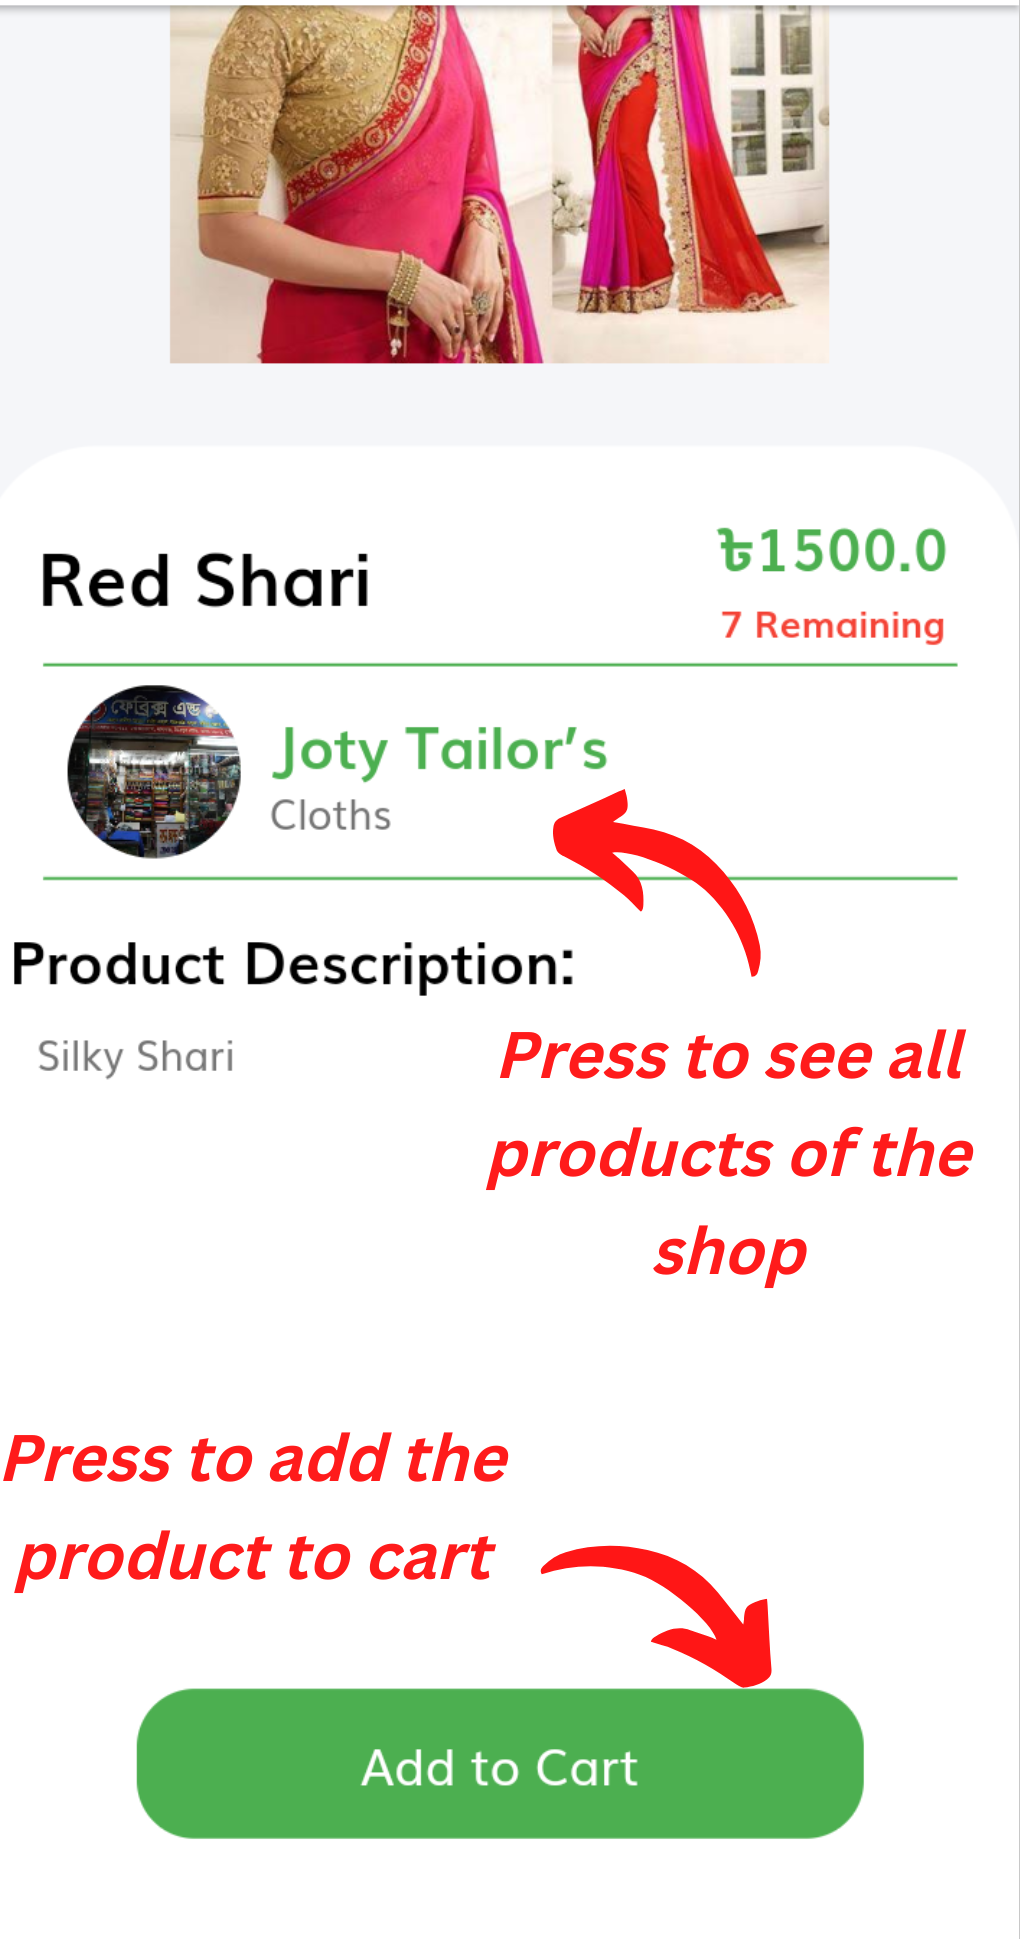 Red Shari
৳1500.0
7 Remaining
ফেব্রিক্স এন্ড
Joty Tailor's
Cloths
Product Description:
Silky Shari
Press to see all
products of the
shop
Press to add the
product to cart
Add to Cart